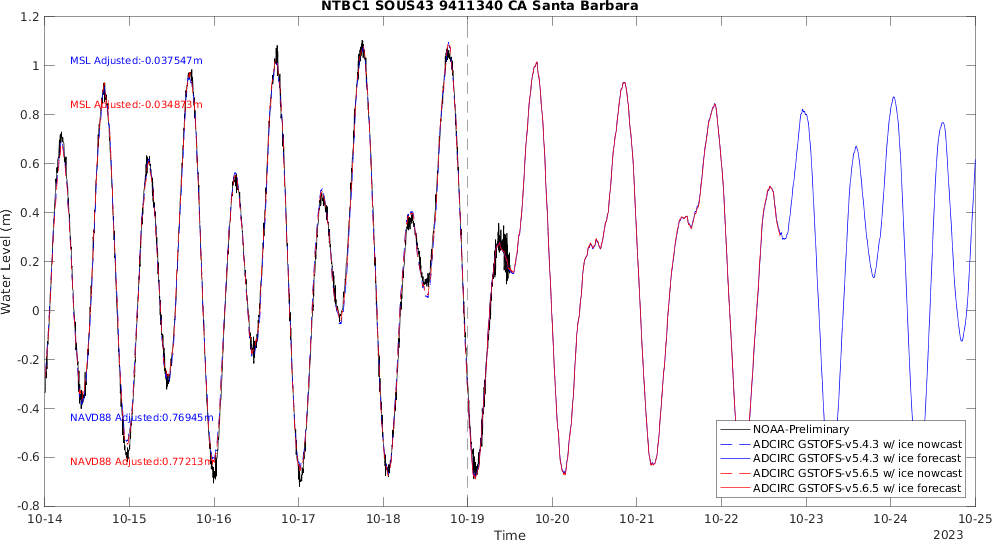 NTBC1 SOUS43 9411340 CA Santa Barbara
1.2
1
0.8
0.6
0.4
0.2
0
-0.2
-0.4
-0.6
-0.8
Water Level (m)
MSL Adjusted:-0.037547m
MSL Adjusted:-0.034873m
NAVD88 Adjusted:0.76945m
NAVD88 Adjusted:0.77213m
NOAA-Preliminary
ADCIRC GSTOFS-v5.4.3 w/ ice nowcast
ADCIRC GSTOFS-v5.4.3 w/ ice forecast
ADCIRC GSTOFS-v5.6.5 w/ ice nowcast
ADCIRC GSTOFS-v5.6.5 w/ ice forecast
10-14 10-15 10-16 10-17 10-18 10-19 10-20 10-21 10-22 10-23 10-24 10-25
Time
2023